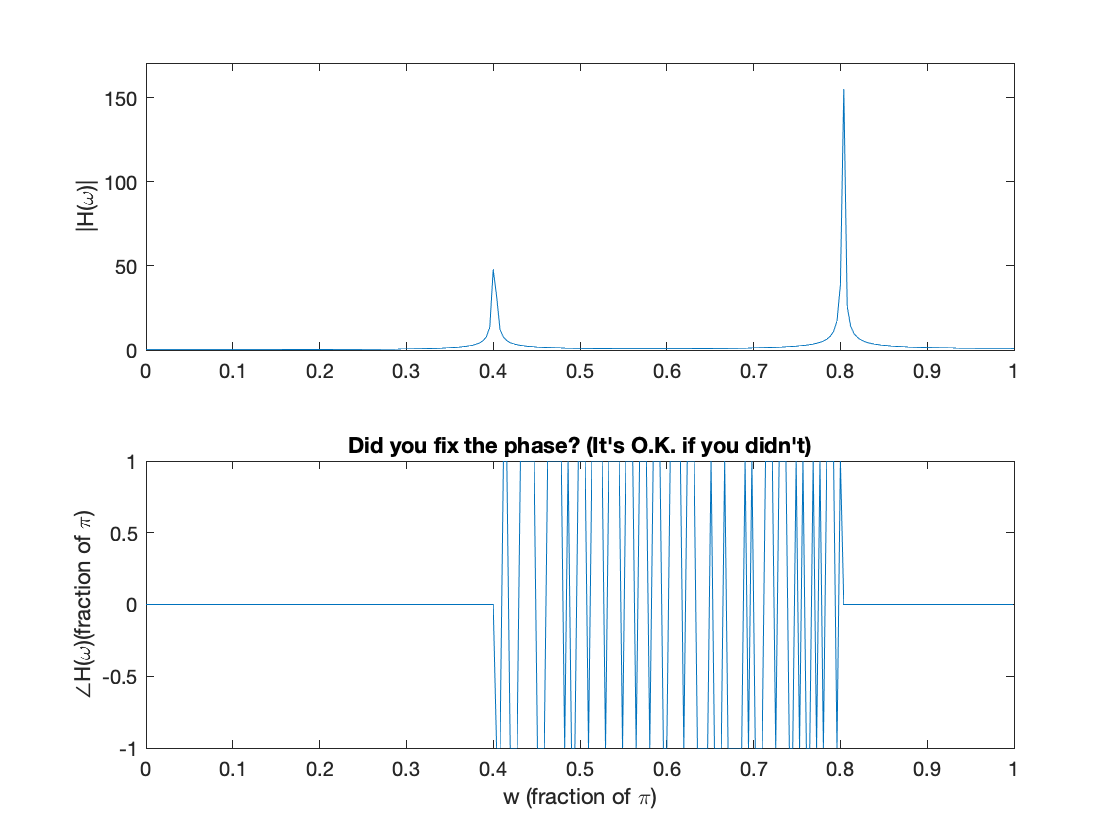 150
100
50
0
|H(ω)|
0 0.1 0.2 0.3 0.4 0.5 0.6 0.7 0.8 0.9 1
Did you fix the phase? (It's O.K. if you didn't)
1
0.5
0
-0.5
-1
∠H(ω)(fraction of π)
0 0.1 0.2 0.3 0.4 0.5 0.6 0.7 0.8 0.9 1
w (fraction of π)